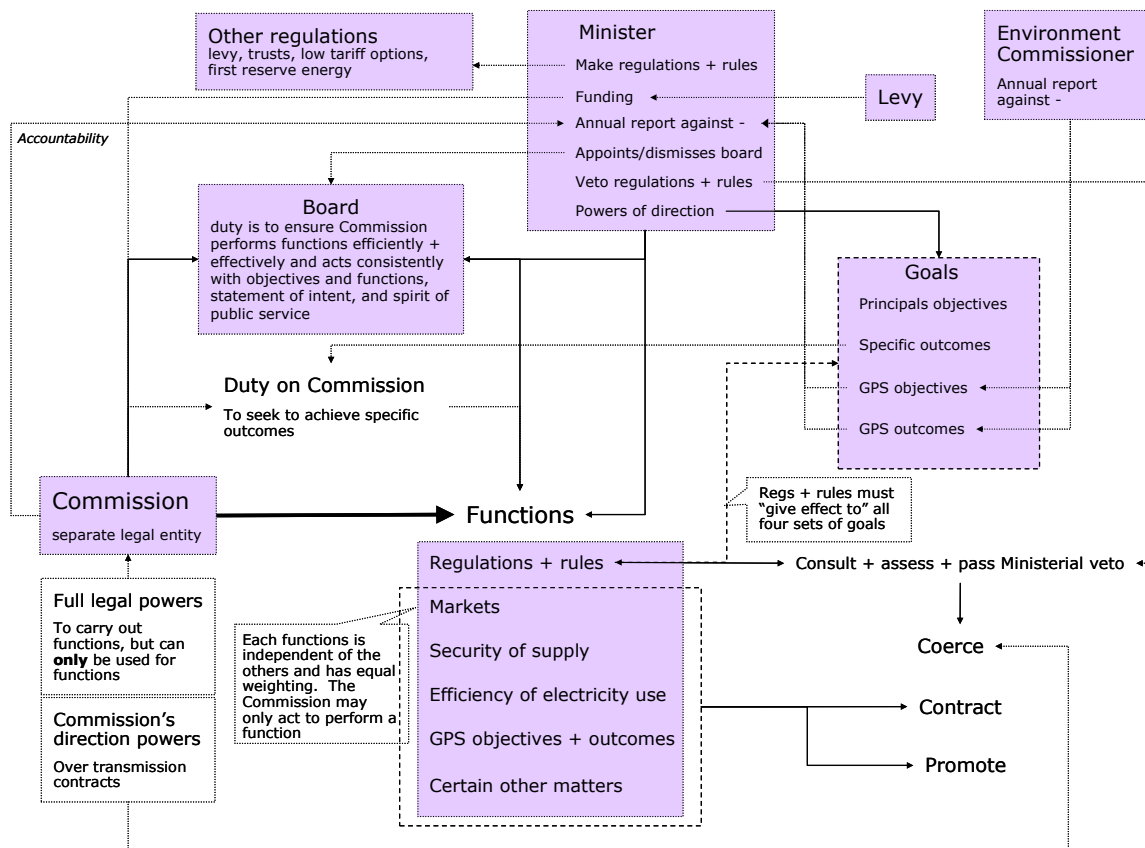 Other regulations
levy, trusts, low tariff options,
first reserve energy
Minister
Make regulations + rules
Funding
Annual report against -
Appoints/dismisses board
Veto regulations + rules
Powers of direction
Levy
Environment
Commissioner
Annual report
against -
Accountability
Board
duty is to ensure Commission
performs functions efficiently +
effectively and acts consistently
with objectives and functions,
statement of intent, and spirit of
public service
Goals
Principals objectives
Specific outcomes
GPS objectives
GPS outcomes
Duty on Commission
To seek to achieve specific
outcomes
Commission
separate legal entity
Functions
Regs + rules must
“give effect to” all
four sets of goals
Regulations + rules
Markets
Security of supply
Efficiency of electricity use
GPS objectives + outcomes
Certain other matters
Consult + assess + pass Ministerial veto
Coerce
Contract
Promote
Full legal powers
To carry out
functions, but can
only be used for
functions
Commission’s
direction powers
Over transmission
contracts
Each functions is
independent of the
others and has equal
weighting. The
Commission may
only act to perform a
function